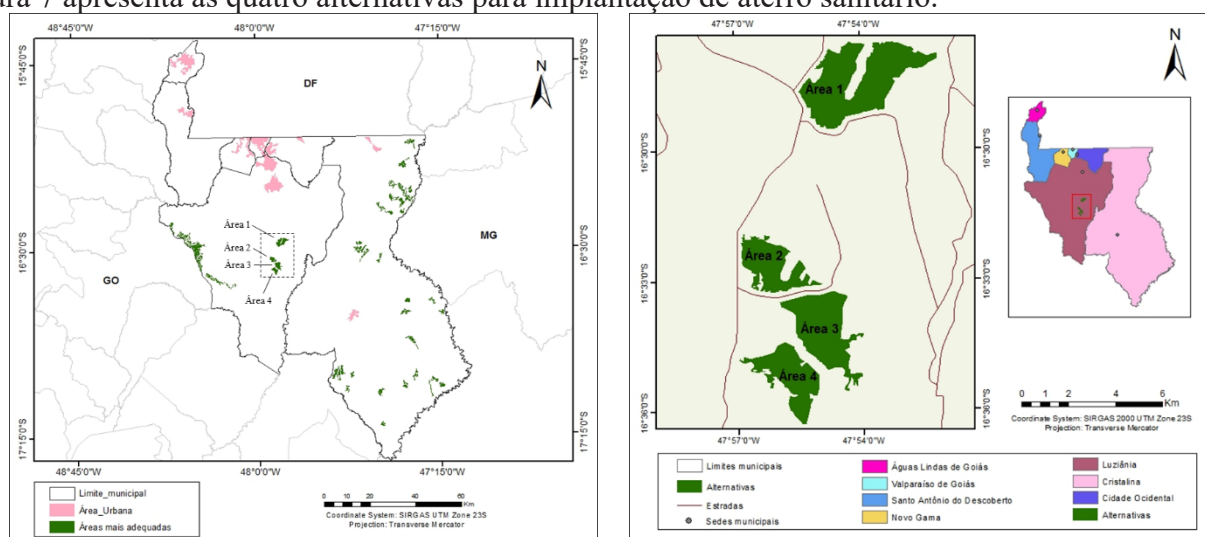 ura 7 apresenta as quatro alternativas para implantação de aterro sanitário.
48°45'0"W 48°0'0"W 47°15'0"W
15°45'0"S
15°45'0"S
N
DF
Área 1
Área 2
Área 3
Área 4
16°30'0"S
16°30'0"S
MG
GO
17°15'0"S
17°15'0"S
48°45'0"W 48°0'0"W 47°15'0"W
Limite_municipal
Área_Urbana
Áreas mais adequadas
0 10 20 40 60
Km
Coordinate System: SIRGAS UTM Zone 23S
Projection: Transverse Mercator
47°57'0"W 47°54'0"W
N
Área 1
16°30'0"S
16°30'0"S
Área 2
16°33'0"S
16°33'0"S
Área 3
Área 4
16°36'0"S
16°36'0"S
47°57'0"W 47°54'0"W
0 1 2 4 6
Km
Coordinate System: SIRGAS 2000 UTM Zone 23S
Projection: Transverse Mercator
Limites municipais
Alternativas
Estradas
Sedes municipais
Águas Lindas de Goiás
Valparaíso de Goiás
Santo Antônio do Descoberto
Novo Gama
Luziânia
Cristalina
Cidade Ocidental
Alternativas